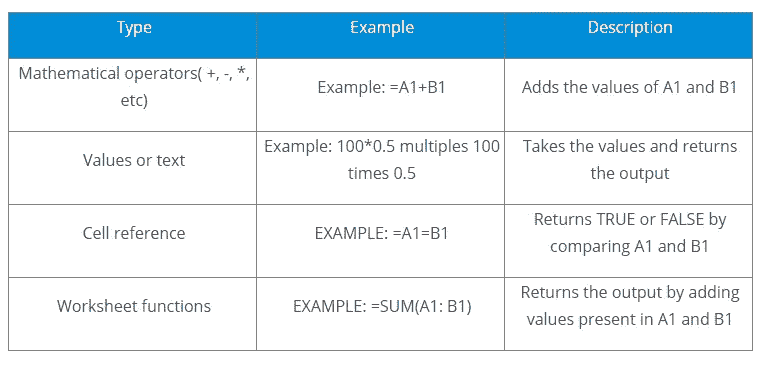 Type
Example
Description
Mathematical operators( +, -, *,
etc)
Example: =A1+B1
Adds the values of A1 and B1
Values or text
Example: 100*0.5 multiples 100
times 0.5
Takes the values and returns
the output
Cell reference
EXAMPLE: =A1=B1
Returns TRUE or FALSE by
comparing A1 and B1
Worksheet functions
EXAMPLE: =SUM(A1: B1)
Returns the output by adding
values present in A1 and B1